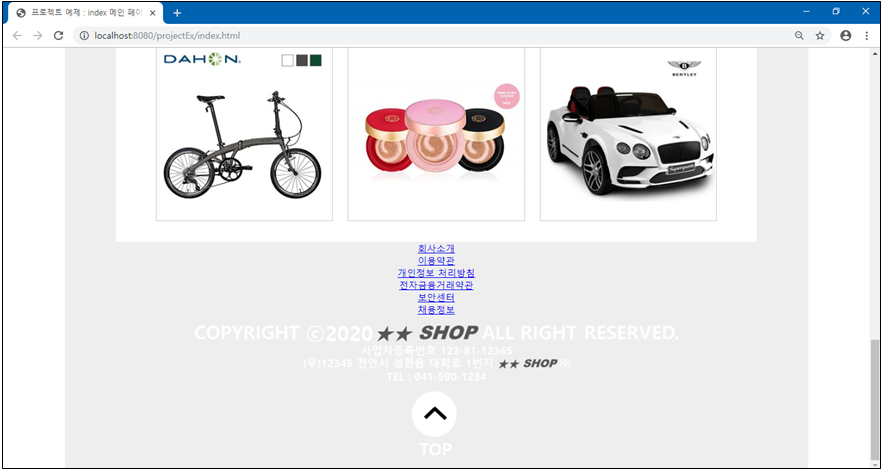 프로젝트 예제 : index 메인 페이
localhost:8080/projectEx/index.html
DAHON
BENTLEY
Supersports
회사소개
이용약관
개인정보 처리방침
전자금융거래약관
보안센터
채용정보
COPYRIGHT ©2020 ★★ SHOP ALL RIGHT RESERVED.
사업자등록번호 123-81-12345
(우)12345 천안시 성환읍 대학로 1번지 ★★ SHOP㈜
TEL : 041-590-1234
TOP